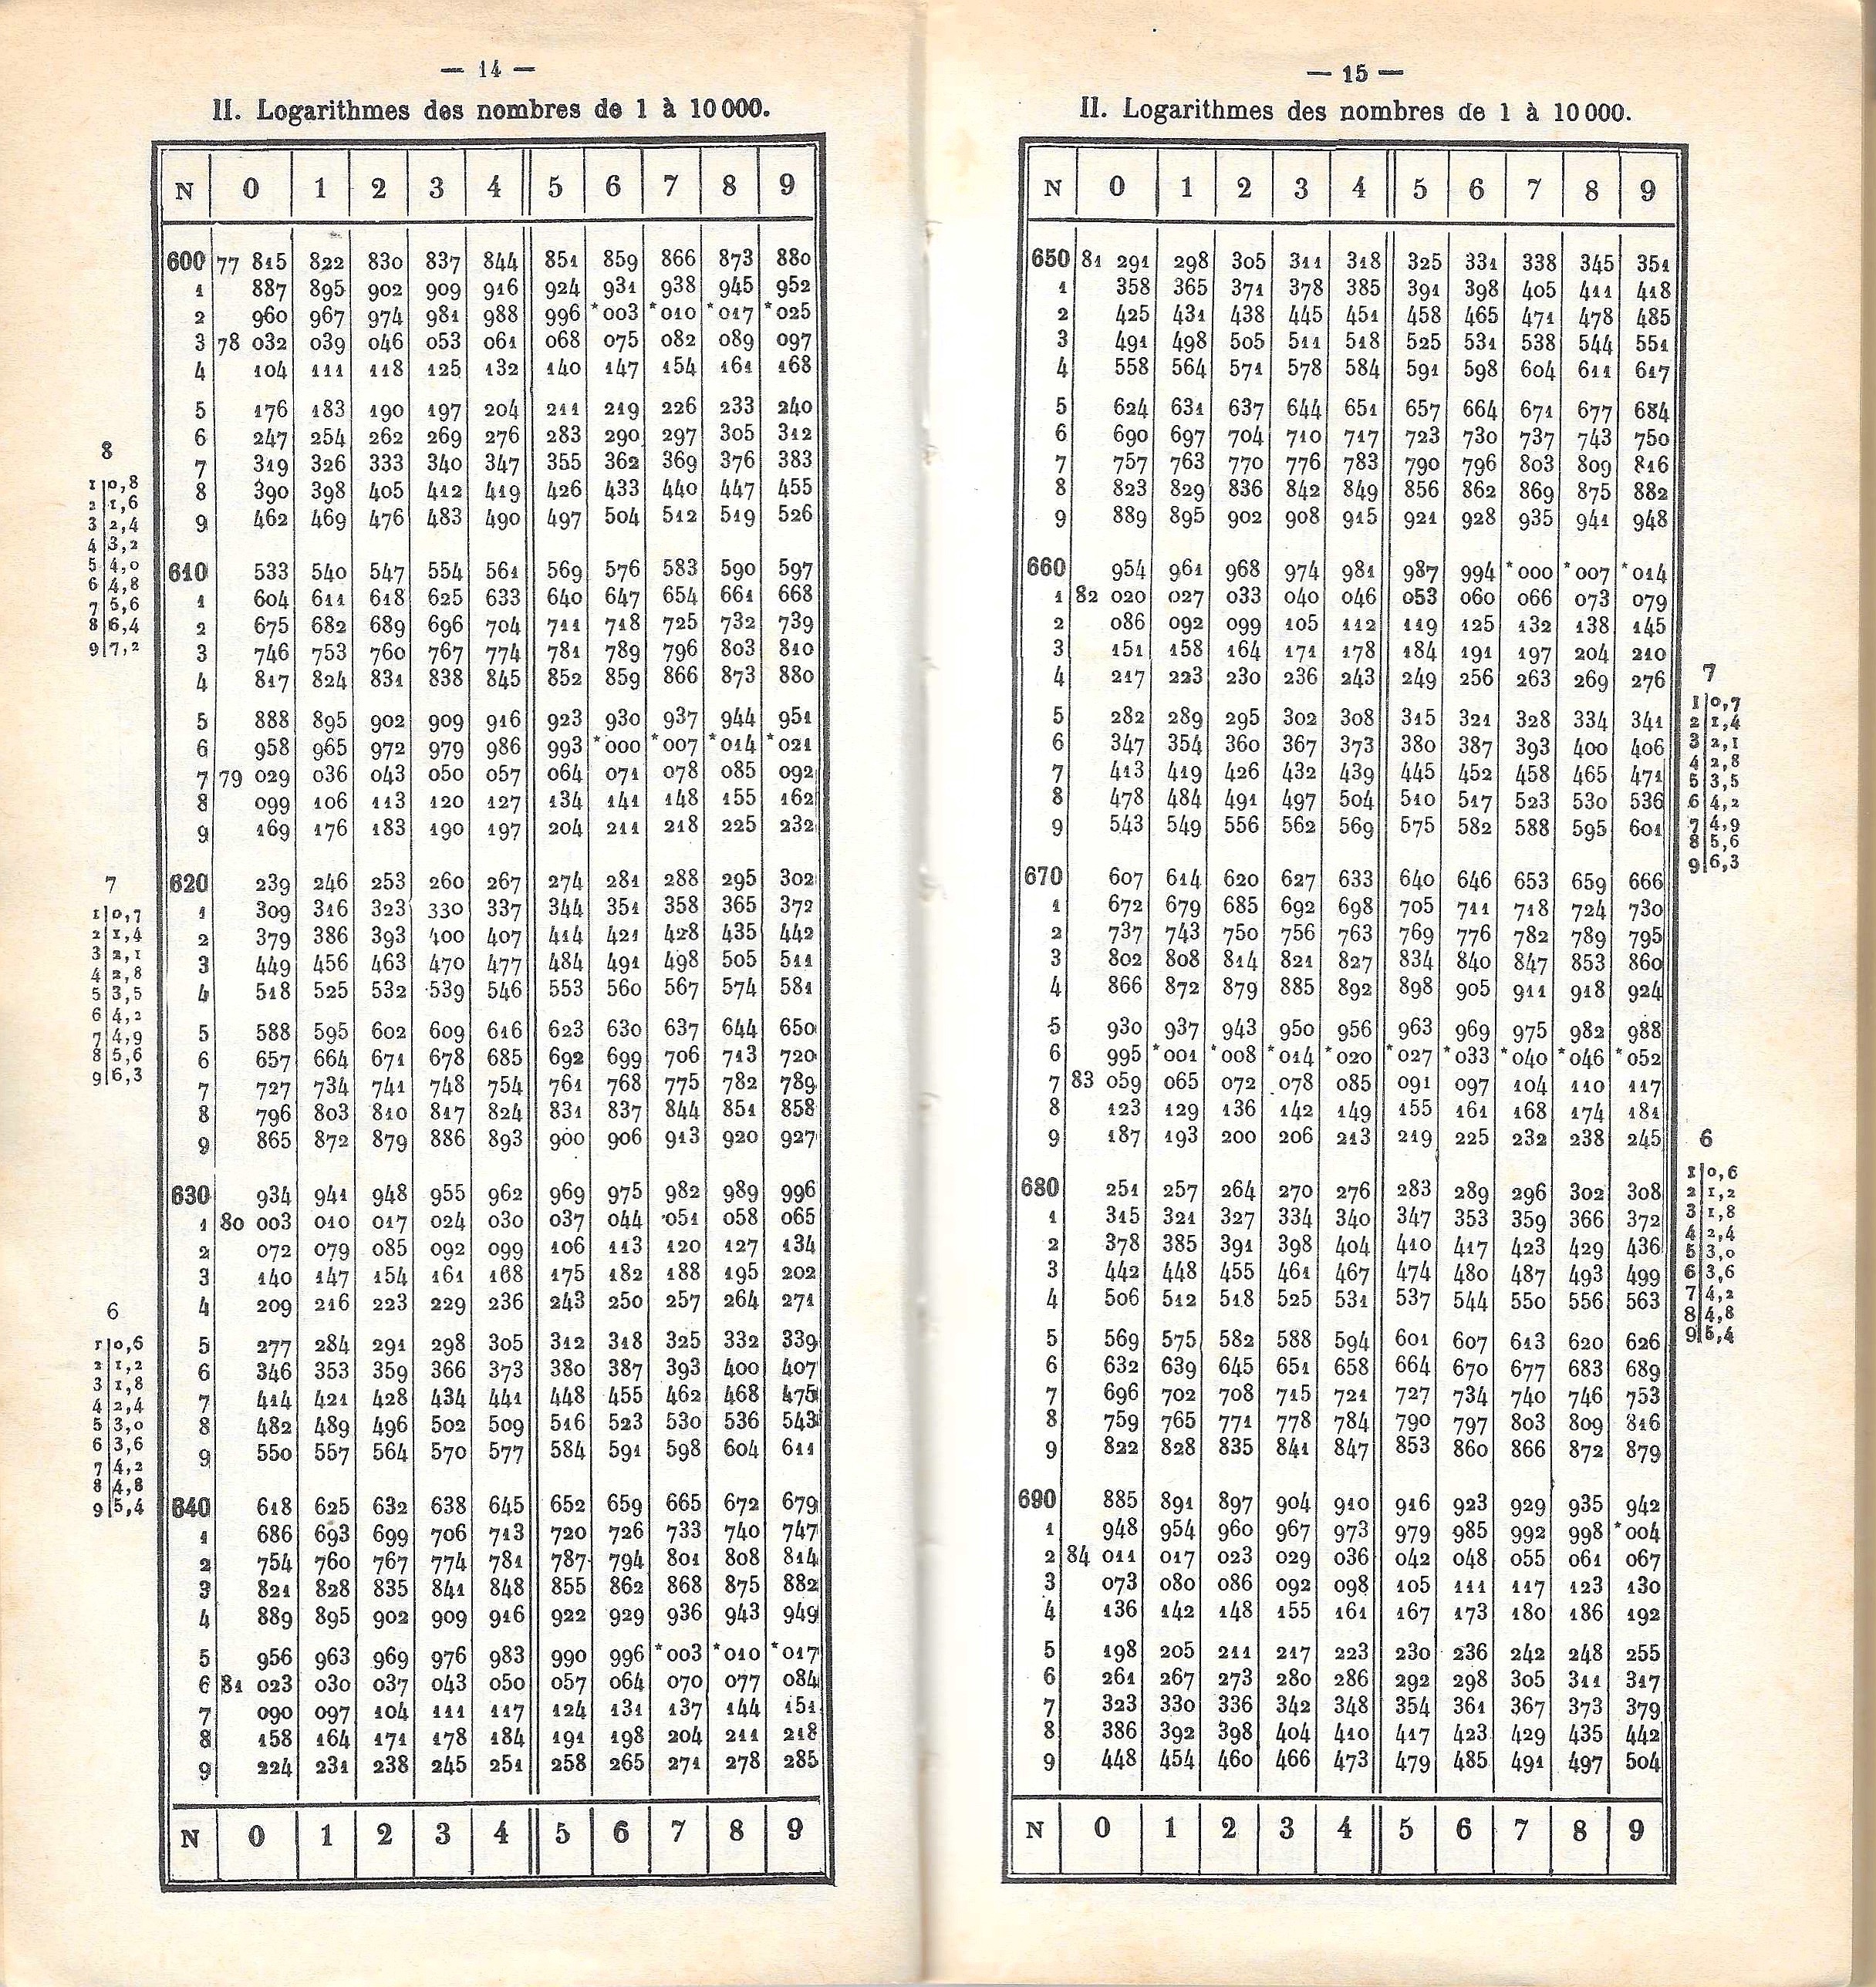 — 14 —
II. Logarithmes des nombres de 1 à 10 000.
N 0 1 2 3 4 5 6 7 8 9
600 77 815 822 830 837 844 851 859 866 873 880
1 887 895 902 909 916 924 931 938 945 952
2 960 967 974 981 988 996 *003 *010 *017 *025
3 78 032 039 046 053 061 068 075 082 089 097
4 104 111 118 125 132 140 147 154 161 168
5 176 183 190 197 204 211 219 226 233 240
6 247 254 262 269 276 283 290 297 305 312
7 319 326 333 340 347 355 362 369 376 383
8 390 398 405 412 419 426 433 440 447 455
9 462 469 476 483 490 497 504 512 519 526
610 533 540 547 554 561 569 576 583 590 597
1 604 611 618 625 633 640 647 654 661 668
2 675 682 689 696 704 711 718 725 732 739
3 746 753 760 767 774 781 789 796 803 810
4 817 824 831 838 845 852 859 866 873 880
5 888 895 902 909 916 923 930 937 944 951
6 958 965 972 979 986 993 *000 *007 *014 *021
7 79 029 036 043 050 057 064 071 078 085 092
8 099 106 113 120 127 134 141 148 155 162
9 169 176 183 190 197 204 211 218 225 232
620 239 246 253 260 267 274 281 288 295 302
1 309 316 323 330 337 344 351 358 365 372
2 379 386 393 400 407 414 421 428 435 442
3 449 456 463 470 477 484 491 498 505 511
4 518 525 532 539 546 553 560 567 574 581
5 588 595 602 609 616 623 630 637 644 650
6 657 664 671 678 685 692 699 706 713 720
7 727 734 741 748 754 761 768 775 782 789
8 796 803 810 817 824 831 837 844 851 858
9 865 872 879 886 893 900 906 913 920 927
630 934 941 948 955 962 969 975 982 989 996
1 80 003 010 017 024 030 037 044 051 058 065
2 072 079 085 092 099 106 113 120 127 134
3 140 147 154 161 168 175 182 188 195 202
4 209 216 223 229 236 243 250 257 264 271
5 277 284 291 298 305 312 318 325 332 339
6 346 353 359 366 373 380 387 393 400 407
7 414 421 428 434 441 448 455 462 468 475
8 482 489 496 502 509 516 523 530 536 543
9 550 557 564 570 577 584 591 598 604 611
640 618 625 632 638 645 652 659 665 672 679
1 686 693 699 706 713 720 726 733 740 747
2 754 760 767 774 781 787 794 801 808 814
3 821 828 835 841 848 855 862 868 875 882
4 889 895 902 909 916 922 929 936 943 949
5 956 963 969 976 983 990 996 *003 *010 *017
6 81 023 030 037 043 050 057 064 070 077 084
7 090 097 104 111 117 124 131 137 144 151
8 158 164 171 178 184 191 198 204 211 218
9 224 231 238 245 251 258 265 271 278 285
N 0 1 2 3 4 5 6 7 8 9
8
1 0,8
2 1,6
3 2,4
4 3,2
5 4,0
6 4,8
7 5,6
8 6,4
9 7,2
7
1 0,7
2 1,4
3 2,1
4 2,8
5 3,5
6 4,2
7 4,9
8 5,6
9 6,3
6
1 0,6
2 1,2
3 1,8
4 2,4
5 3,0
6 3,6
7 4,2
8 4,8
9 5,4
— 15 —
II. Logarithmes des nombres de 1 à 10 000.
N 0 1 2 3 4 5 6 7 8 9
650 81 291 298 305 311 318 325 331 338 345 351
1 358 365 371 378 385 391 398 405 411 418
2 425 431 438 445 451 458 465 471 478 485
3 491 498 505 511 518 525 531 538 544 551
4 558 564 571 578 584 591 598 604 611 617
5 624 631 637 644 651 657 664 671 677 684
6 690 697 704 710 717 723 730 737 743 750
7 757 763 770 776 783 790 796 803 809 816
8 823 829 836 842 849 856 862 869 875 882
9 889 895 902 908 915 921 928 935 941 948
660 954 961 968 974 981 987 994 *000 *007 *014
1 82 020 027 033 040 046 053 060 066 073 079
2 086 092 099 105 112 119 125 132 138 145
3 151 158 164 171 178 184 191 197 204 210
4 217 223 230 236 243 249 256 263 269 276
5 282 289 295 302 308 315 321 328 334 341
6 347 354 360 367 373 380 387 393 400 406
7 413 419 426 432 439 445 452 458 465 471
8 478 484 491 497 504 510 517 523 530 536
9 543 549 556 562 569 575 582 588 595 601
670 607 614 620 627 633 640 646 653 659 666
1 672 679 685 692 698 705 711 718 724 730
2 737 743 750 756 763 769 776 782 789 795
3 802 808 814 821 827 834 840 847 853 860
4 866 872 879 885 892 898 905 911 918 924
5 930 937 943 950 956 963 969 975 982 988
6 995 *001 *008 *014 *020 *027 *033 *040 *046 *052
7 83 059 065 072 078 085 091 097 104 110 117
8 123 129 136 142 149 155 161 168 174 181
9 187 193 200 206 213 219 225 232 238 245
680 251 257 264 270 276 283 289 296 302 308
1 315 321 327 334 340 347 353 359 366 372
2 378 385 391 398 404 410 417 423 429 436
3 442 448 455 461 467 474 480 487 493 499
4 506 512 518 525 531 537 544 550 556 563
5 569 575 582 588 594 601 607 613 620 626
6 632 639 645 651 658 664 670 677 683 689
7 696 702 708 715 721 727 734 740 746 753
8 759 765 771 778 784 790 797 803 809 816
9 822 828 835 841 847 853 860 866 872 879
690 885 891 897 904 910 916 923 929 935 942
1 948 954 960 967 973 979 985 992 998 *004
2 84 011 017 023 029 036 042 048 055 061 067
3 073 080 086 092 098 105 111 117 123 130
4 136 142 148 155 161 167 173 180 186 192
5 198 205 211 217 223 230 236 242 248 255
6 261 267 273 280 286 292 298 305 311 317
7 323 330 336 342 348 354 361 367 373 379
8 386 392 398 404 410 417 423 429 435 442
9 448 454 460 466 473 479 485 491 497 504
N 0 1 2 3 4 5 6 7 8 9
7
1 0,7
2 1,4
3 2,1
4 2,8
5 3,5
6 4,2
7 4,9
8 5,6
9 6,3
6
1 0,6
2 1,2
3 1,8
4 2,4
5 3,0
6 3,6
7 4,2
8 4,8
9 5,4